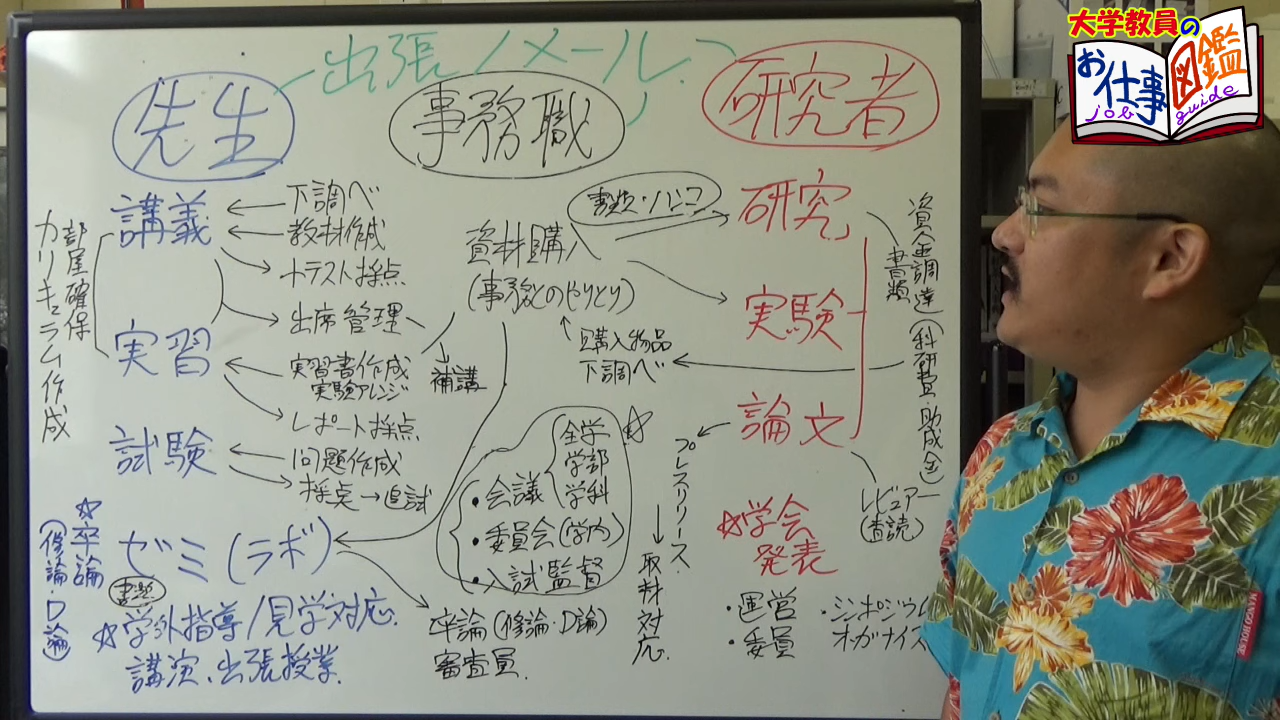 大学教員の
お仕事
図鑑
job guide
出張/メール
先生
事務職
研究者
講義
下調べ
教材作成
小テスト採点
出席管理
補講
カリキュラム作成
部屋確保
実習
実習書作成
実験アレンジ
レポート採点
試験
問題作成
採点→追試
ゼミ(ラボ)
☆卒論
(修論・D論)
書類
☆学外指導/見学対応
講演、出張授業
書類・ハンコ
資材購入
(事務とのやりとり)
購入物品
下調べ
・会議
全学
学部
学科
☆
・委員会(学内)
・入試監督
卒論(修論・D論)
審査員
研究
実験
論文
資金調達(科研費・助成金)
書類
プレスリリース
取材対応
レビュアー
(査読)
☆学会
発表
・運営
・委員
・シンポジウム
オーガナイズ
MANGO HOUSE